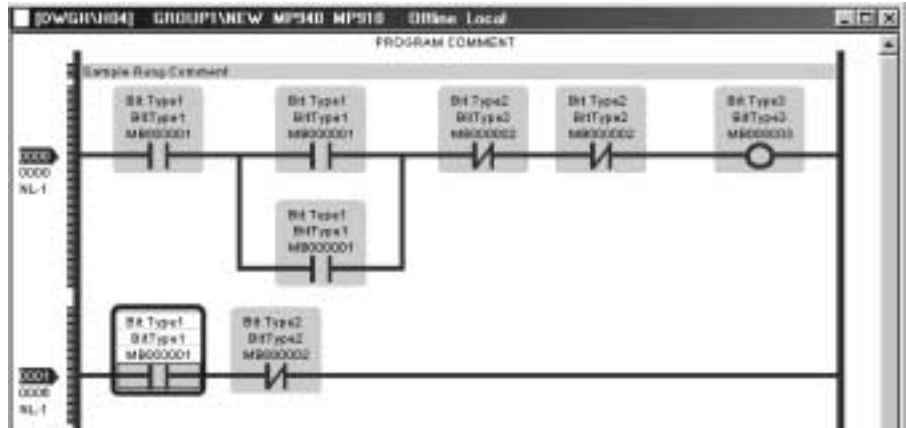 [DWGH\H04] GROUP1\NEW MP940 MP910 Offline Local
PROGRAM COMMENT
Sample Rung Comment
Bit Type1
BitType1
MB000001
Bit Type1
BitType1
MB000001
Bit Type2
BitType2
MB000002
Bit Type2
BitType2
MB000002
Bit Type3
BitType3
MB000003
0000
0000
NL-1
Bit Type1
BitType1
MB000001
Bit Type1
BitType1
MB000001
Bit Type2
BitType2
MB000002
0001
0000
NL-1